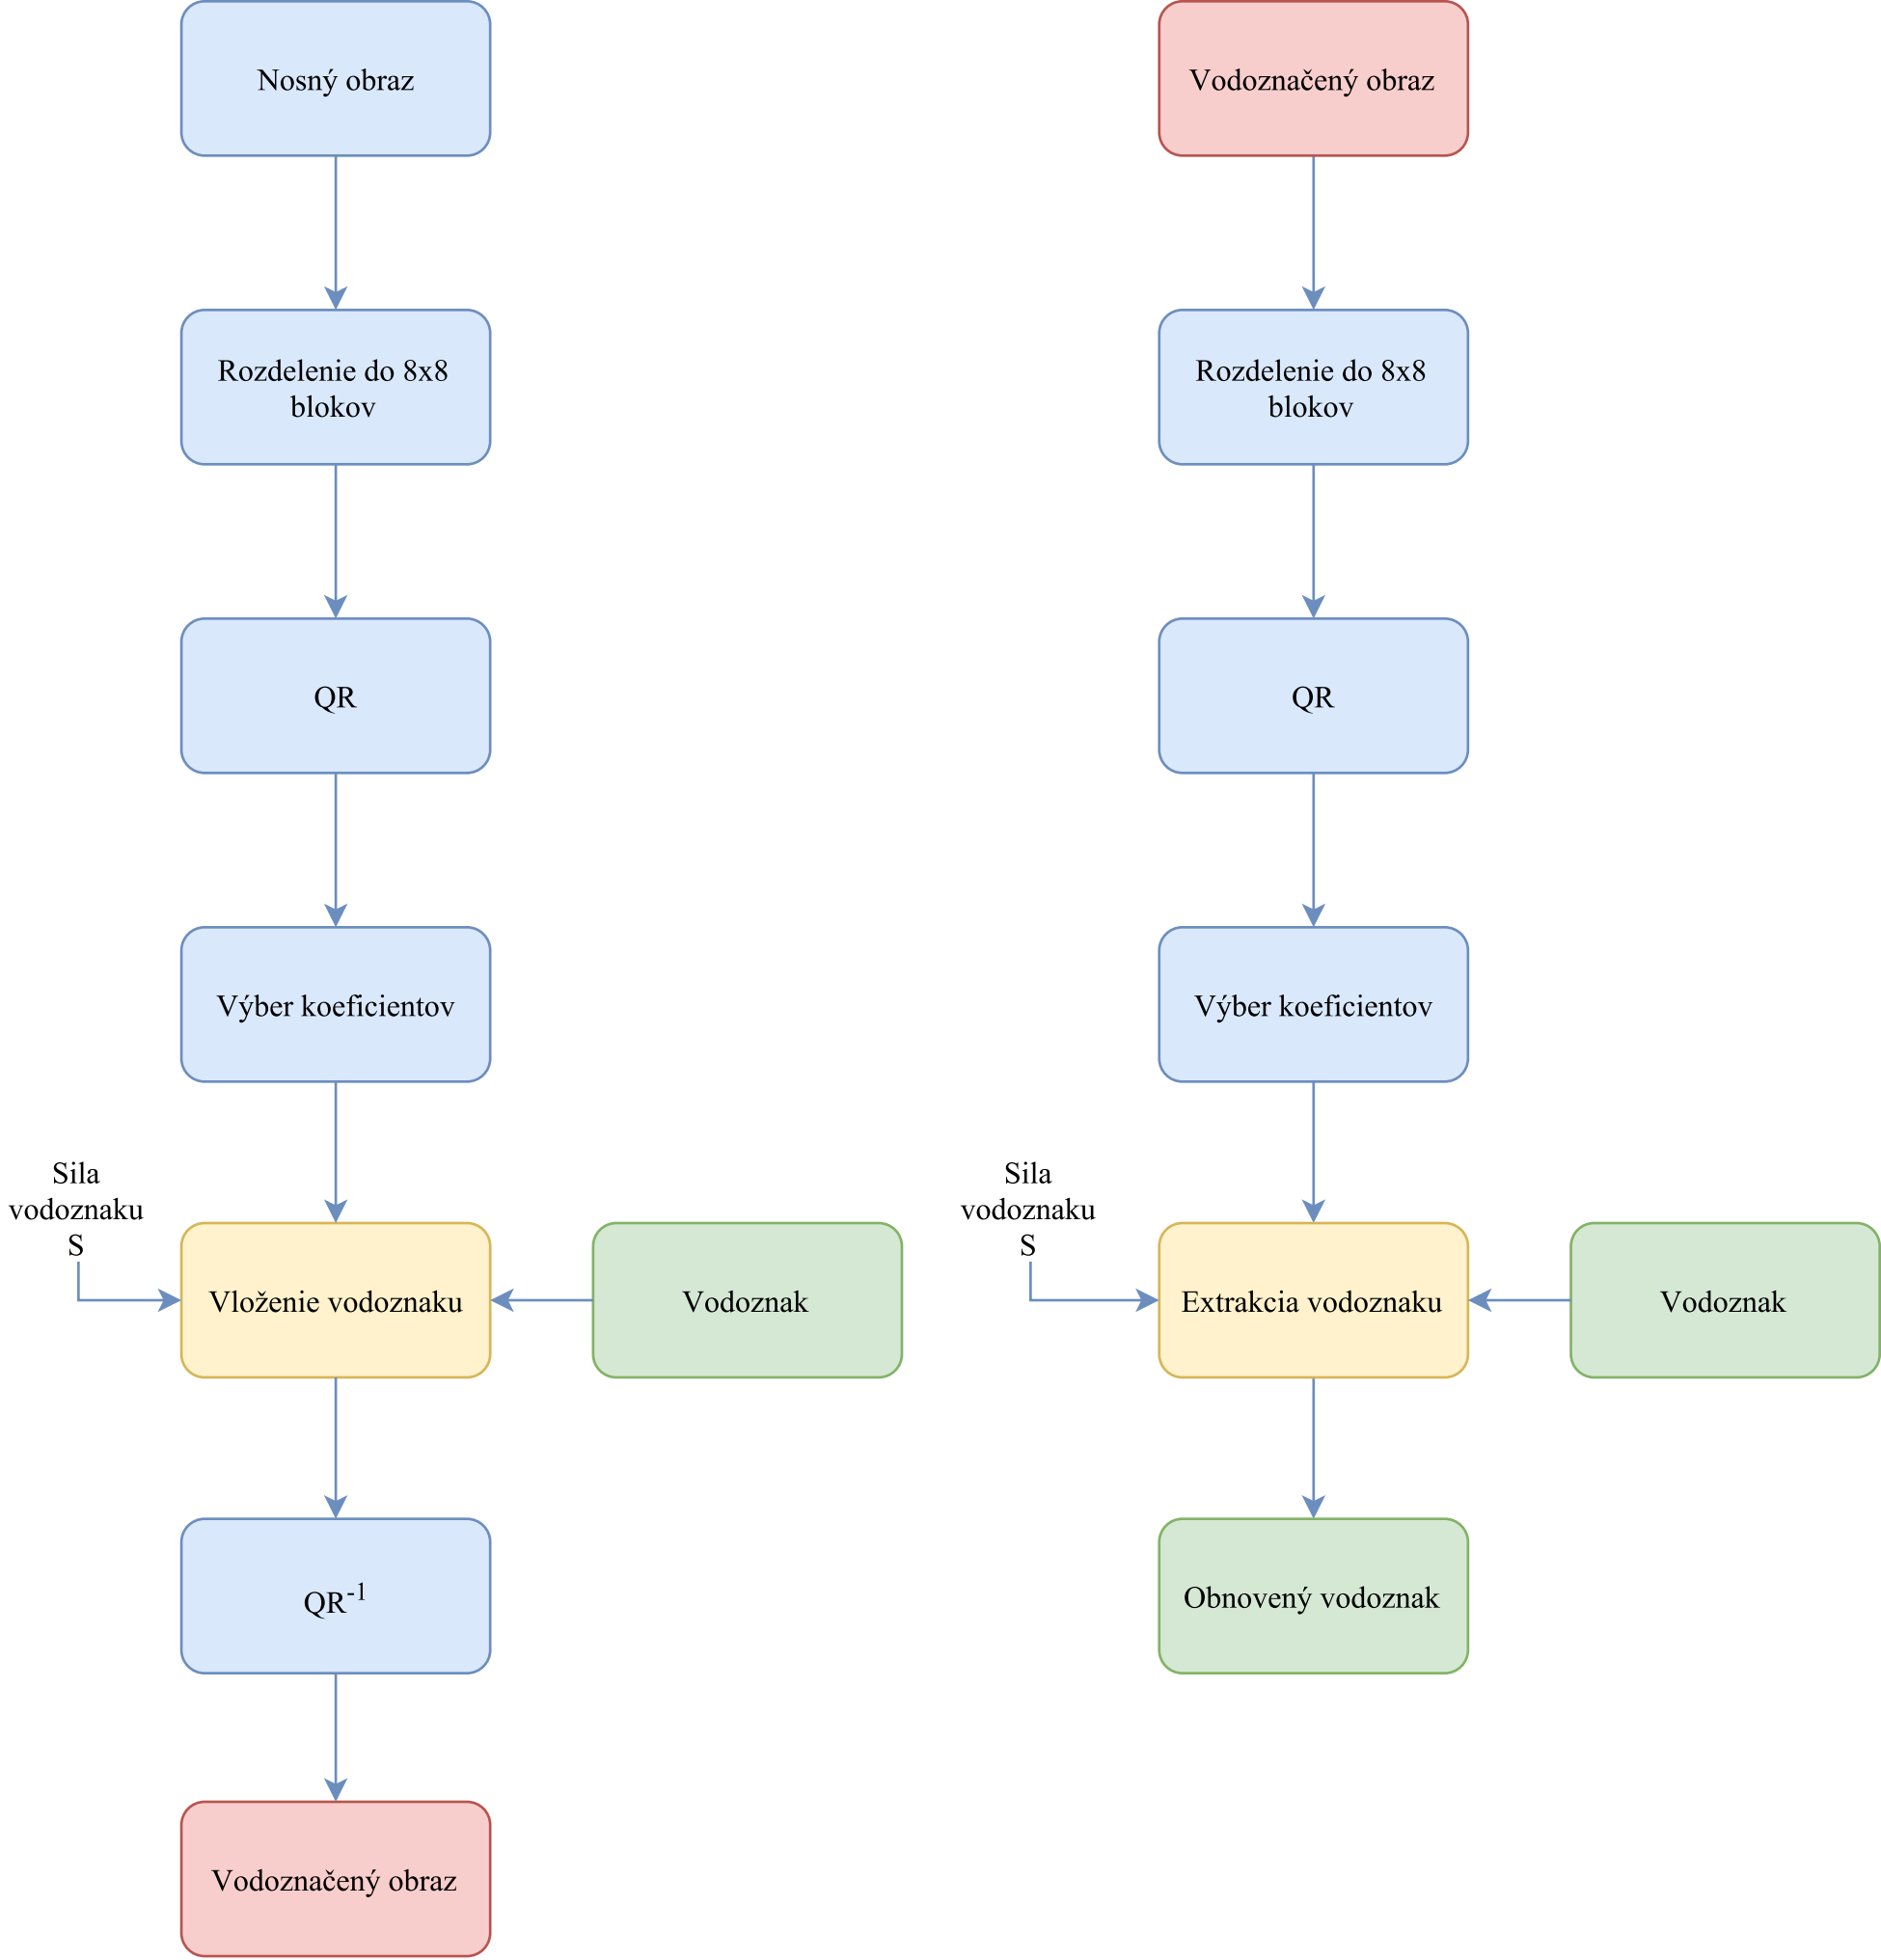 Nosný obraz
Rozdelenie do 8x8
blokov
QR
Výber koeficientov
Sila
vodoznaku
S
Vloženie vodoznaku
Vodoznak
QR⁻¹
Vodoznačený obraz
Vodoznačený obraz
Rozdelenie do 8x8
blokov
QR
Výber koeficientov
Sila
vodoznaku
S
Extrakcia vodoznaku
Vodoznak
Obnovený vodoznak